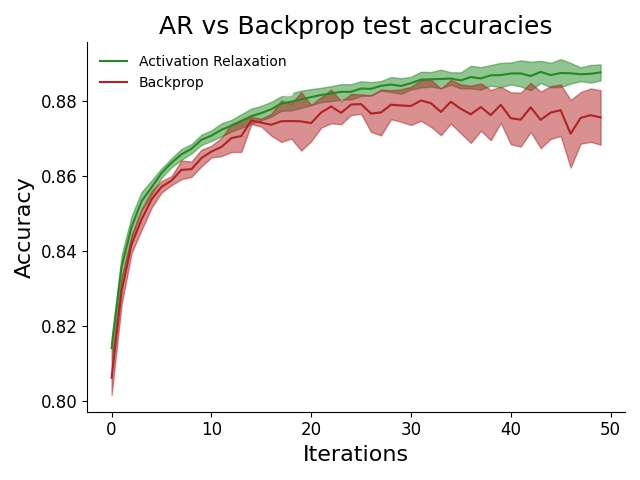 AR vs Backprop test accuracies
Activation Relaxation
Backprop
Accuracy
0.88
0.86
0.84
0.82
0.80
0 10 20 30 40 50
Iterations